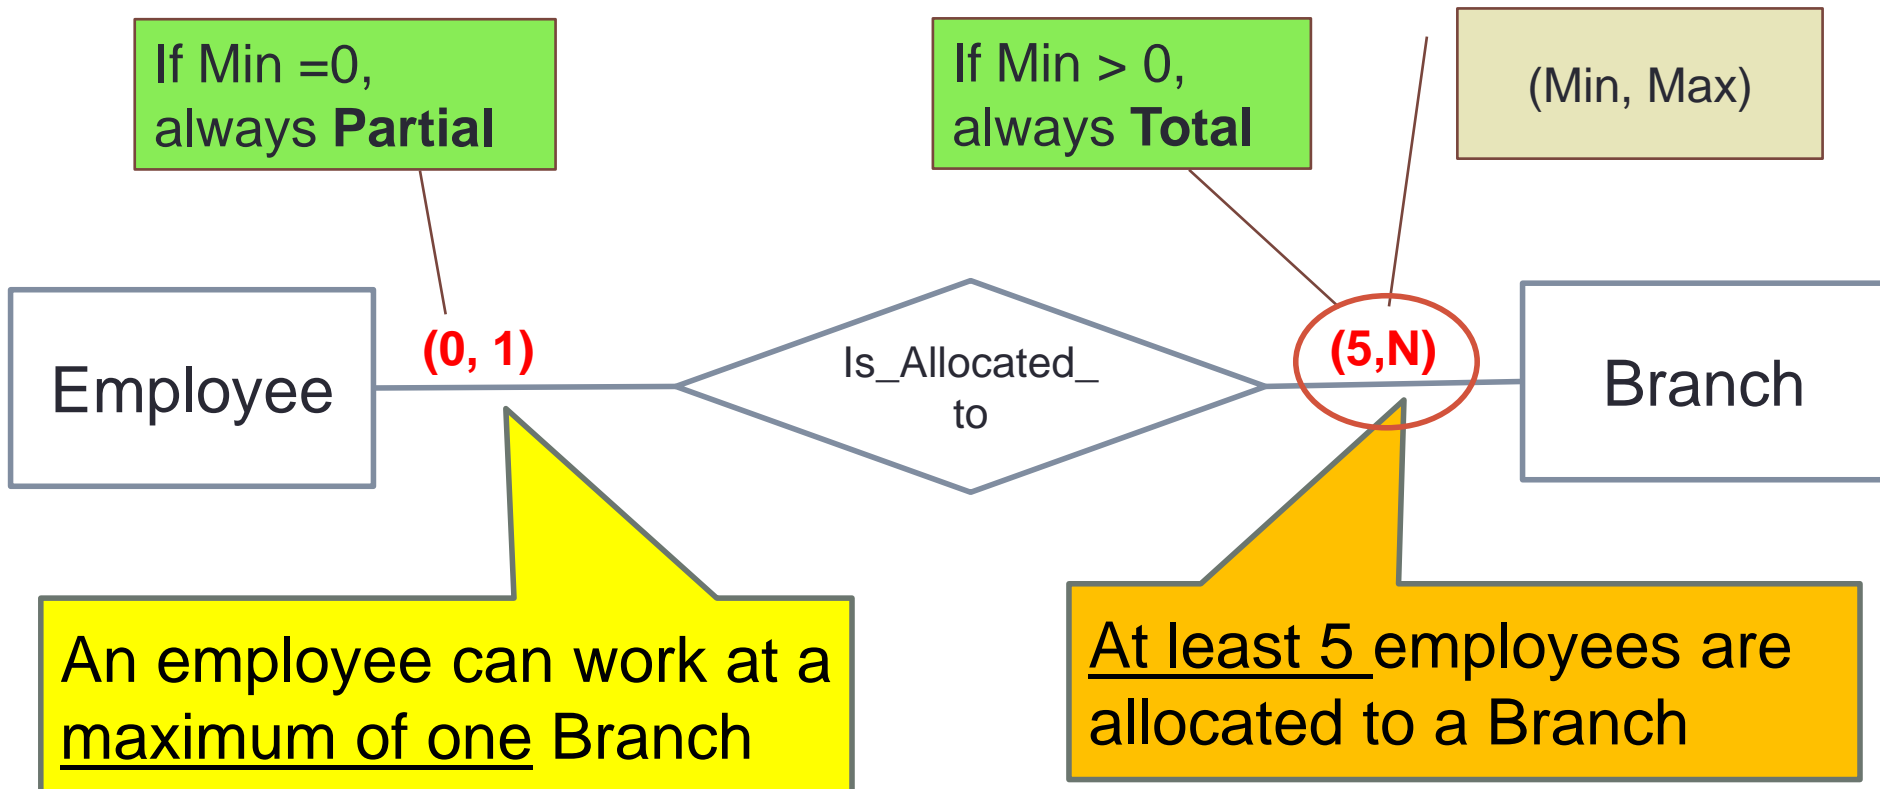 If Min =0,
always Partial
If Min > 0,
always Total
(Min, Max)
Employee
(0, 1)
Is_Allocated_
to
(5,N)
Branch
An employee can work at a
maximum of one Branch
At least 5 employees are
allocated to a Branch